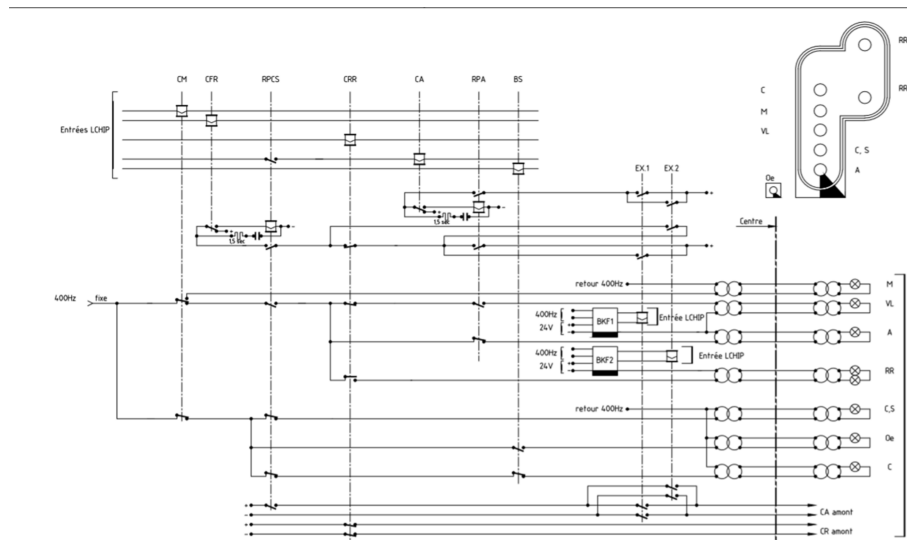 CM CFR RPCS CRR CA RPA BS
Entrées LCHIP
EX.1 EX.2
RR
RR
C
M
VL
C, S
A
Oe
Centre
1,5 sec
1,5 sec
400Hz fixe
retour 400Hz
M
VL
400Hz
24V
BKF1
Entrée LCHIP
A
400Hz
24V
BKF2
Entrée LCHIP
RR
retour 400Hz
C,S
Oe
C
+
-
+
-
CA amont
CR amont